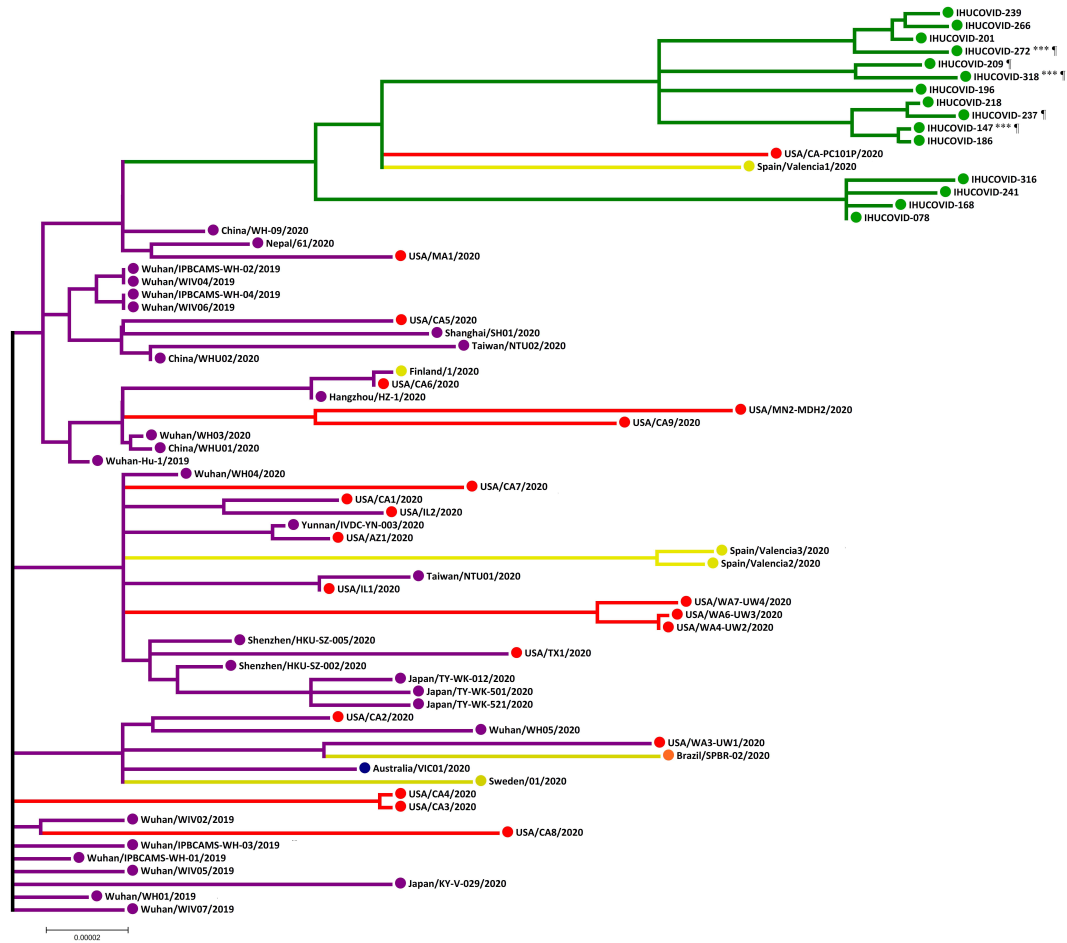 IHUCOVID-239
IHUCOVID-266
IHUCOVID-201
IHUCOVID-272 *** ¶
IHUCOVID-209 ¶
IHUCOVID-318 *** ¶
IHUCOVID-196
IHUCOVID-218
IHUCOVID-237 ¶
IHUCOVID-147 *** ¶
IHUCOVID-186
USA/CA-PC101P/2020
Spain/Valencia1/2020
IHUCOVID-316
IHUCOVID-241
IHUCOVID-168
IHUCOVID-078
China/WH-09/2020
Nepal/61/2020
USA/MA1/2020
Wuhan/IPBCAMS-WH-02/2019
Wuhan/WIV04/2019
Wuhan/IPBCAMS-WH-04/2019
Wuhan/WIV06/2019
USA/CA5/2020
Shanghai/SH01/2020
Taiwan/NTU02/2020
China/WHU02/2020
Finland/1/2020
USA/CA6/2020
Hangzhou/HZ-1/2020
USA/MN2-MDH2/2020
USA/CA9/2020
Wuhan/WH03/2020
China/WHU01/2020
Wuhan-Hu-1/2019
Wuhan/WH04/2020
USA/CA7/2020
USA/CA1/2020
USA/IL2/2020
Yunnan/IVDC-YN-003/2020
USA/AZ1/2020
Spain/Valencia3/2020
Spain/Valencia2/2020
Taiwan/NTU01/2020
USA/IL1/2020
USA/WA7-UW4/2020
USA/WA6-UW3/2020
USA/WA4-UW2/2020
Shenzhen/HKU-SZ-005/2020
USA/TX1/2020
Shenzhen/HKU-SZ-002/2020
Japan/TY-WK-012/2020
Japan/TY-WK-501/2020
Japan/TY-WK-521/2020
USA/CA2/2020
Wuhan/WH05/2020
USA/WA3-UW1/2020
Brazil/SPBR-02/2020
Australia/VIC01/2020
Sweden/01/2020
USA/CA4/2020
USA/CA3/2020
Wuhan/WIV02/2019
USA/CA8/2020
Wuhan/IPBCAMS-WH-03/2019
Wuhan/IPBCAMS-WH-01/2019
Wuhan/WIV05/2019
Japan/KY-V-029/2020
Wuhan/WH01/2019
Wuhan/WIV07/2019
0.00002